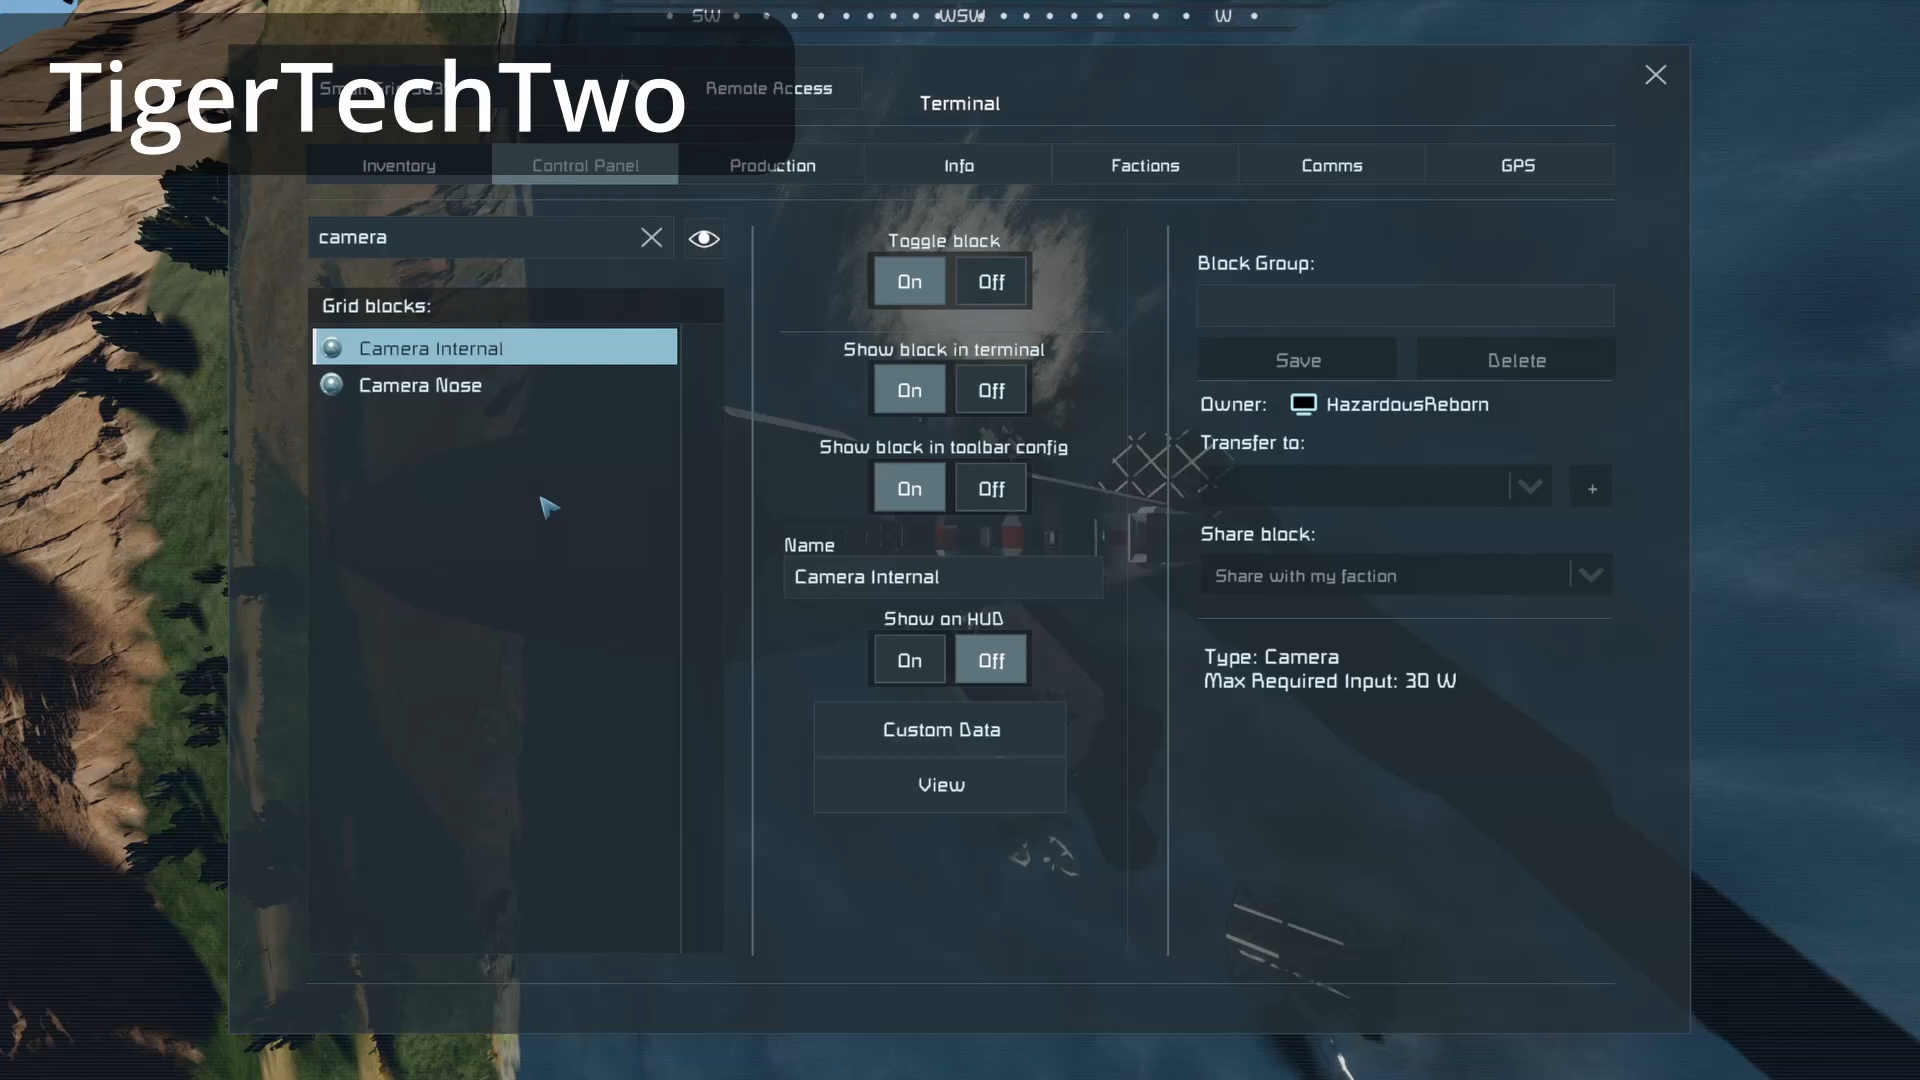 SW WSW W
TigerTechTwo
Remote Access
Terminal
Inventory Control Panel Production Info Factions Comms GPS
camera
Grid blocks:
Camera Internal
Camera Nose
Toggle block
On Off
Show block in terminal
On Off
Show block in toolbar config
On Off
Name
Camera Internal
Show on HUD
On Off
Custom Data
View
Block Group:
Save Delete
Owner: HazardousReborn
Transfer to:
+
Share block:
Share with my faction
Type: Camera
Max Required Input: 30 W